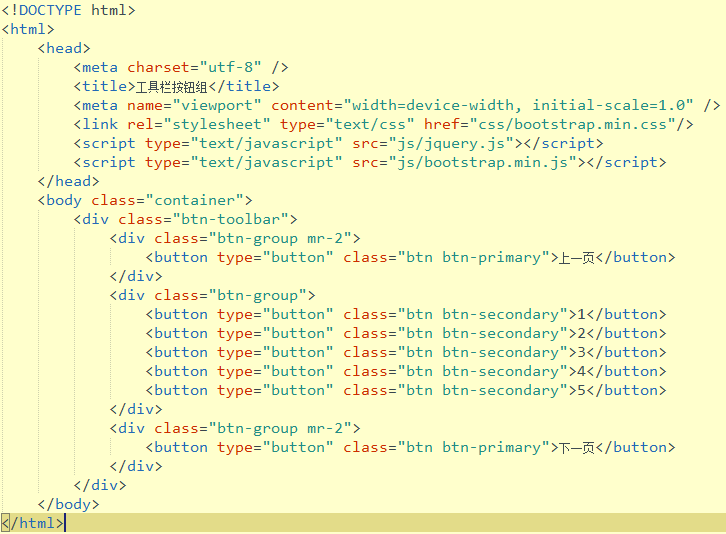 <!DOCTYPE html>
<html>
    <head>
        <meta charset="utf-8" />
        <title>工具栏按钮组</title>
        <meta name="viewport" content="width=device-width, initial-scale=1.0" />
        <link rel="stylesheet" type="text/css" href="css/bootstrap.min.css"/>
        <script type="text/javascript" src="js/jquery.js"></script>
        <script type="text/javascript" src="js/bootstrap.min.js"></script>
    </head>
    <body class="container">
        <div class="btn-toolbar">
            <div class="btn-group mr-2">
                <button type="button" class="btn btn-primary">上一页</button>
            </div>
            <div class="btn-group">
                <button type="button" class="btn btn-secondary">1</button>
                <button type="button" class="btn btn-secondary">2</button>
                <button type="button" class="btn btn-secondary">3</button>
                <button type="button" class="btn btn-secondary">4</button>
                <button type="button" class="btn btn-secondary">5</button>
            </div>
            <div class="btn-group mr-2">
                <button type="button" class="btn btn-primary">下一页</button>
            </div>
        </div>
    </body>
</html>